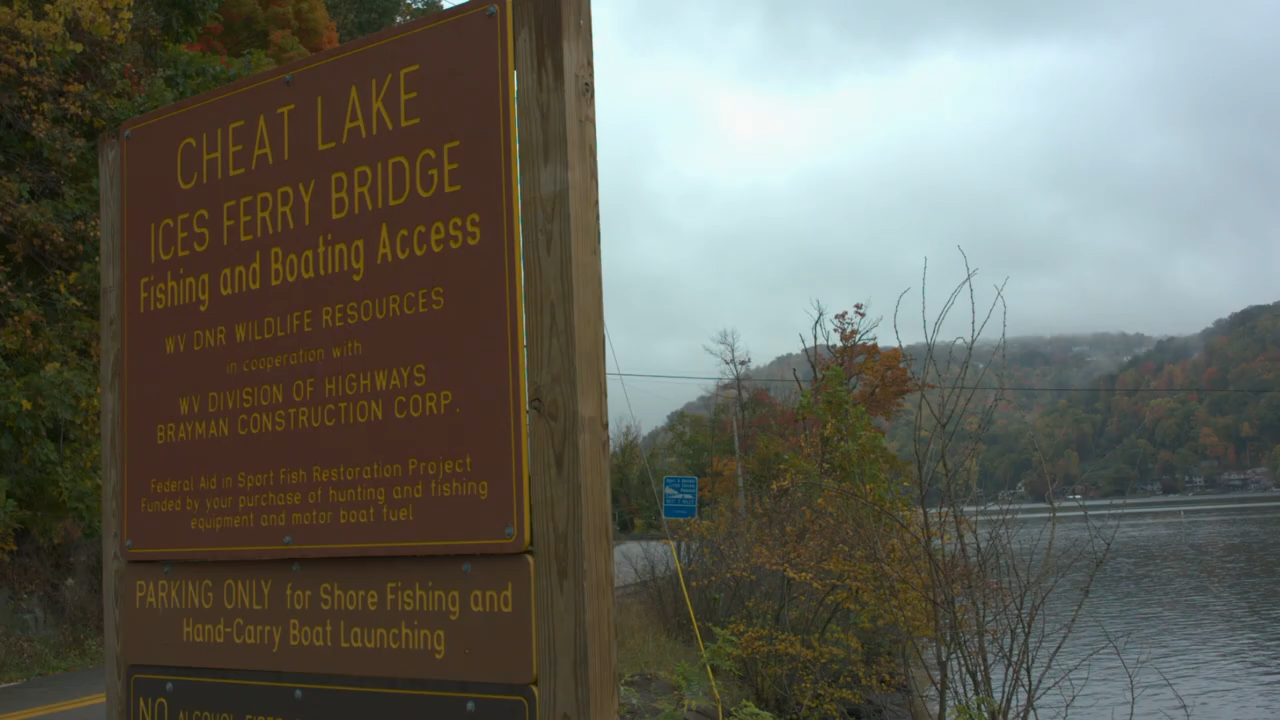 CHEAT LAKE
ICES FERRY BRIDGE
Fishing and Boating Access
WV DNR WILDLIFE RESOURCES
in cooperation with
WV DIVISION OF HIGHWAYS
BRAYMAN CONSTRUCTION CORP.
Federal Aid in Sport Fish Restoration Project
Funded by your purchase of hunting and fishing
equipment and motor boat fuel
PARKING ONLY for Shore Fishing and
Hand-Carry Boat Launching
NO ALCOHOL